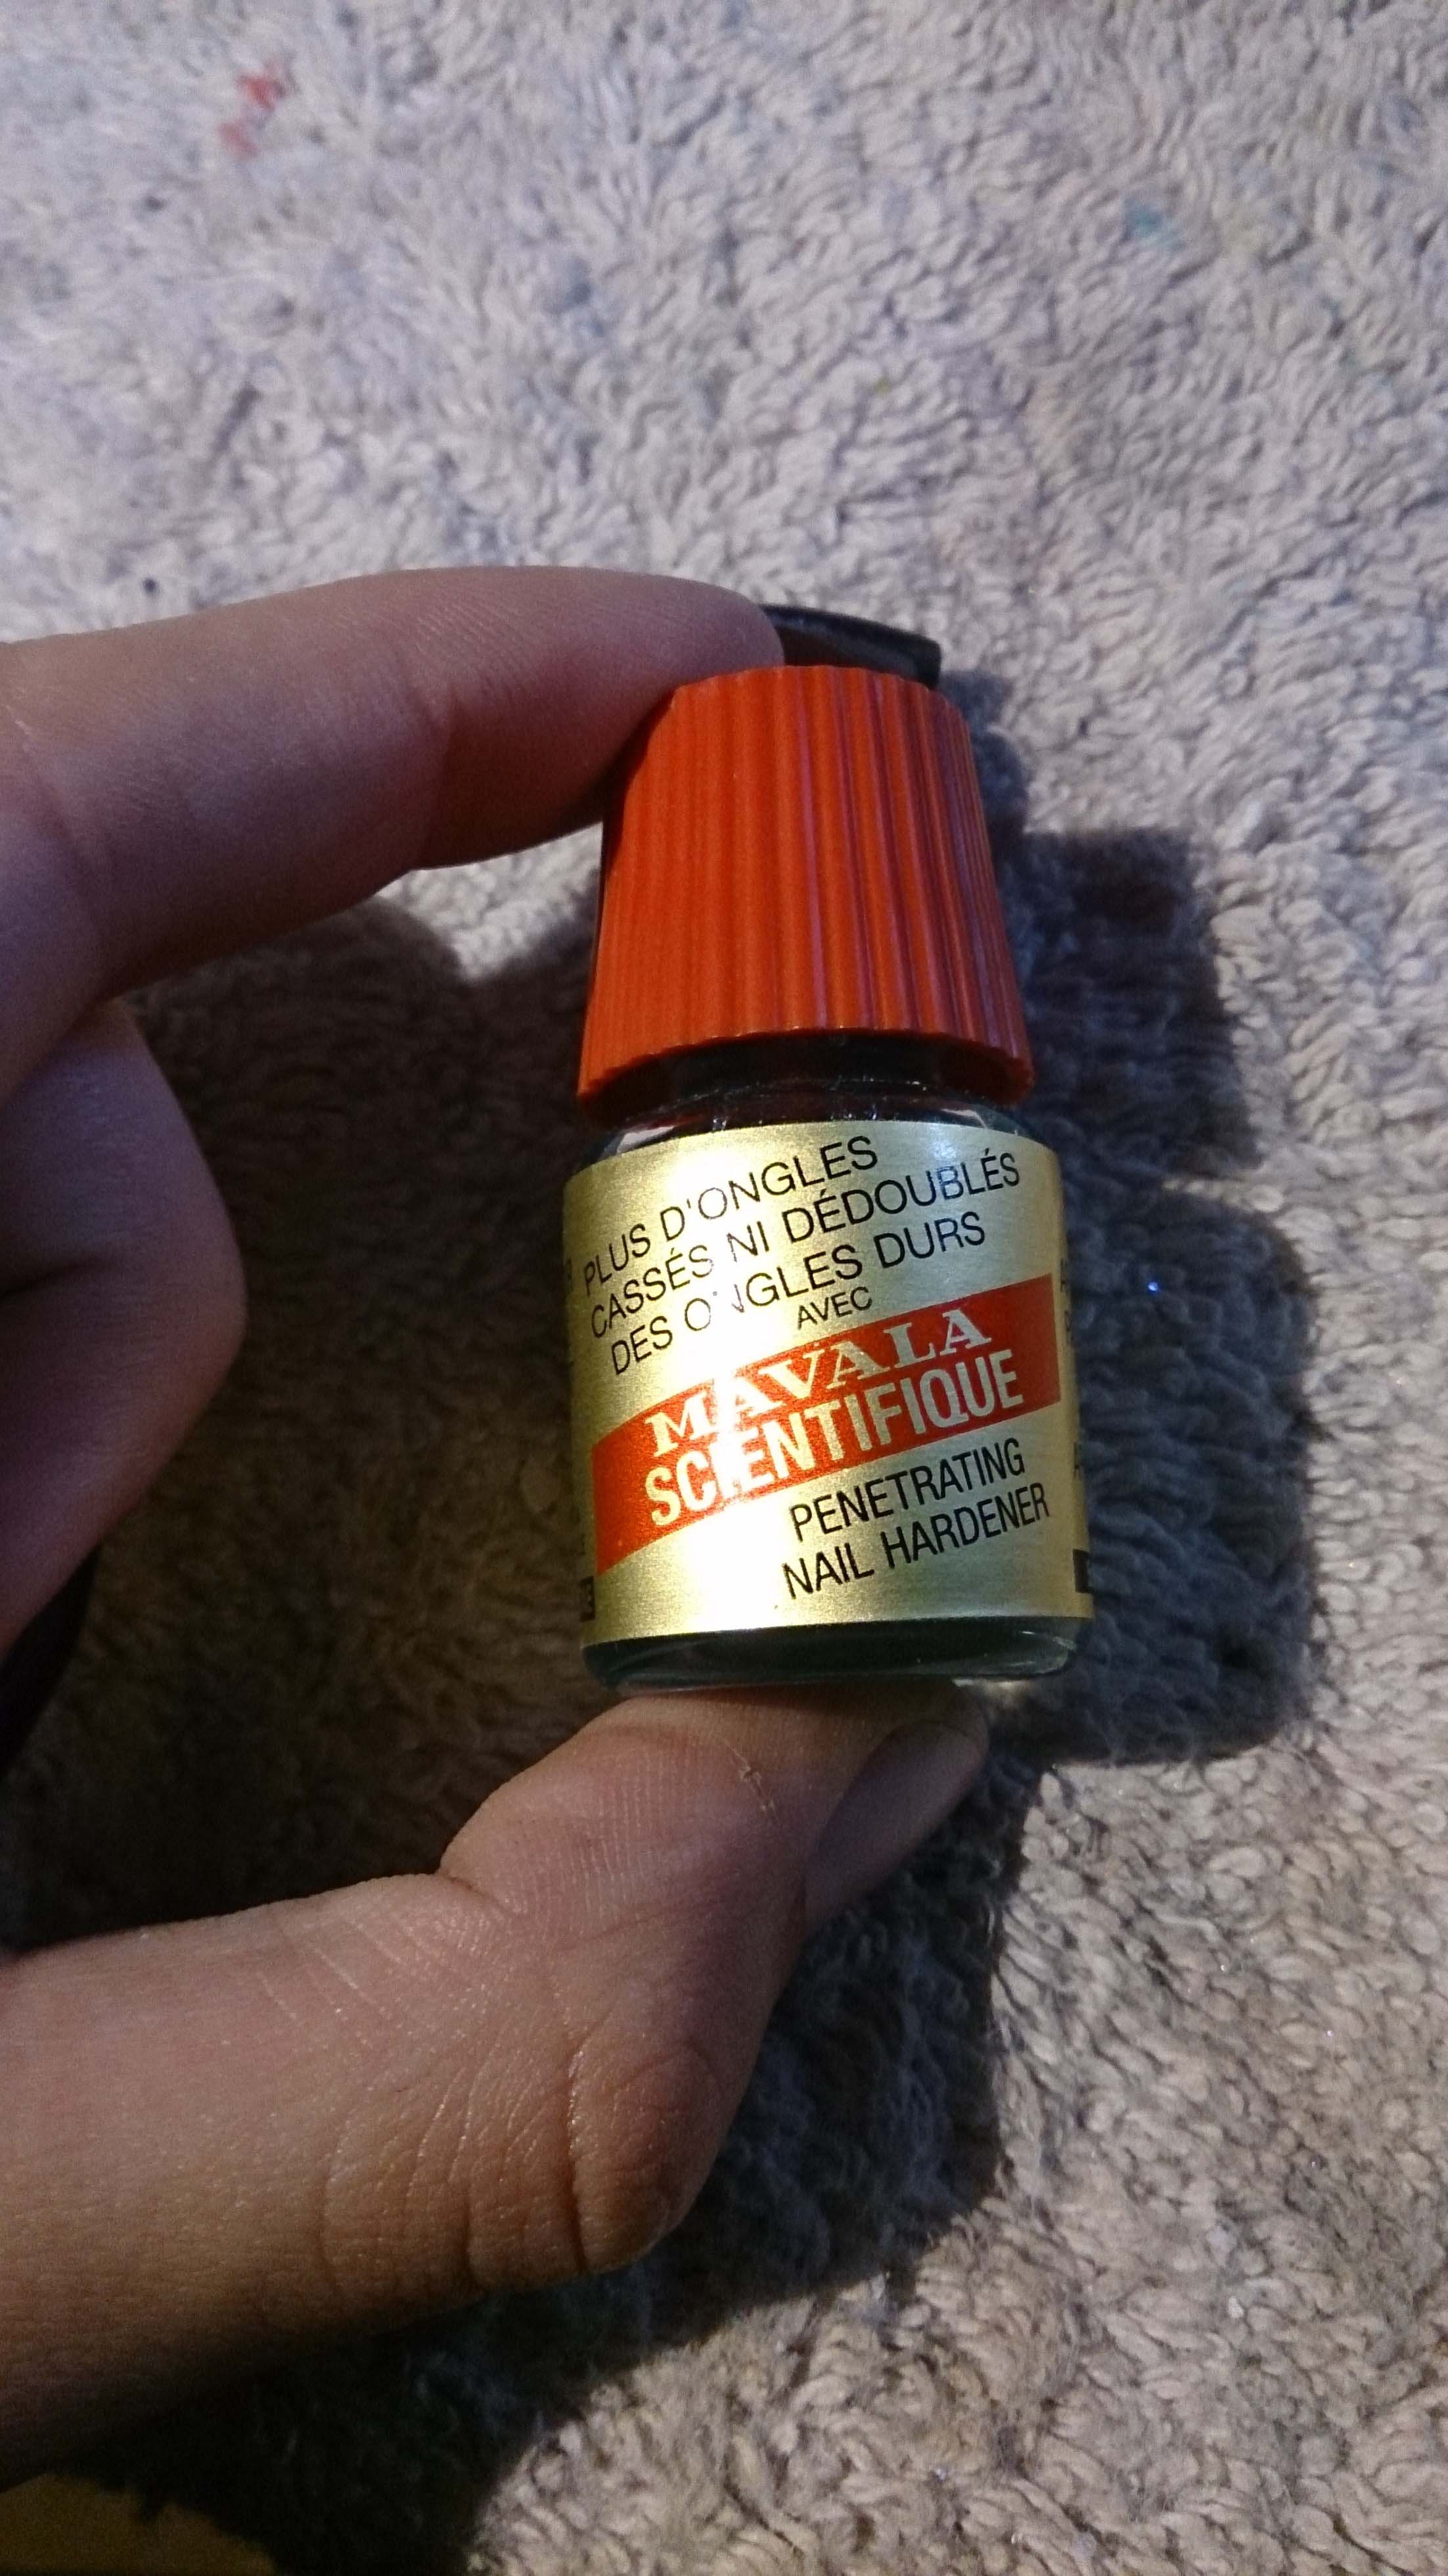 PLUS D'ONGLES
CASSÉS NI DÉDOUBLÉS
DES ONGLES DURS
AVEC
MAVALA
SCIENTIFIQUE
PENETRATING
NAIL HARDENER